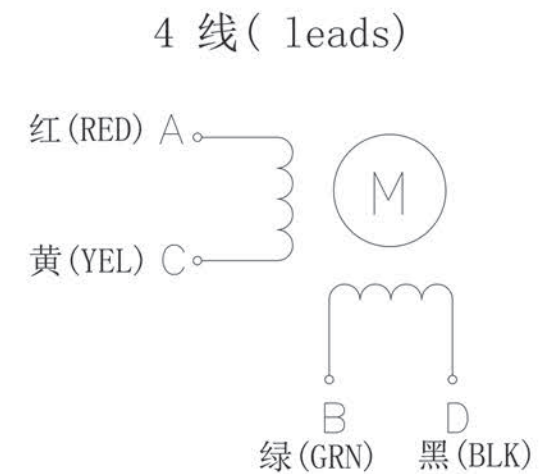 4 线( leads)
红(RED) A
M
黄(YEL) C
B D
绿(GRN) 黑(BLK)